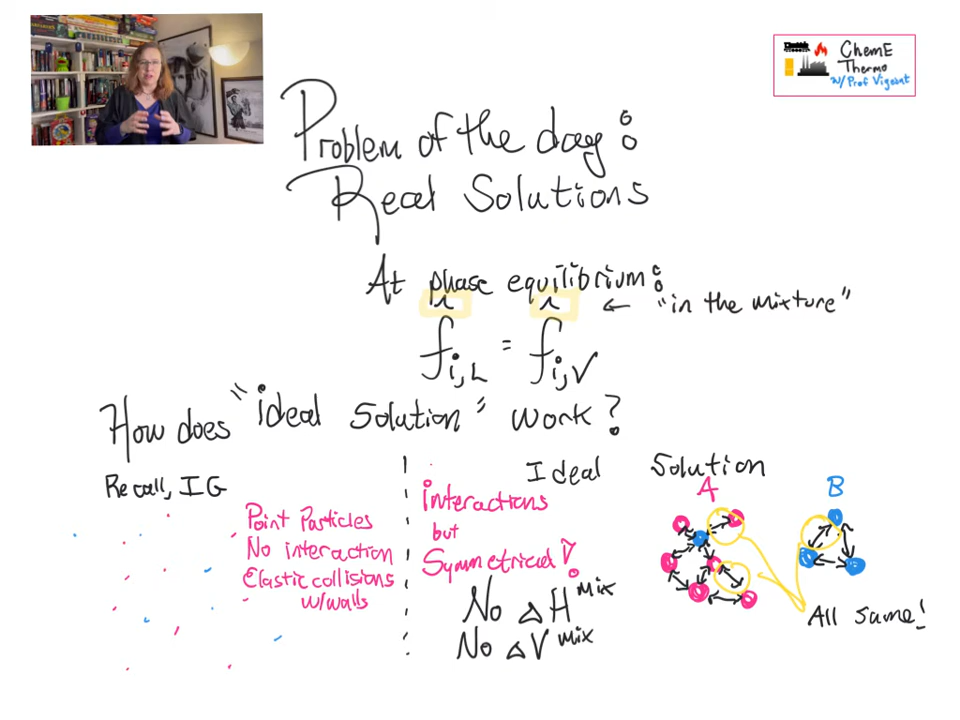 ChemE
Thermo
w/ Prof Vigeant
Problem of the day:
Real Solutions
At phase equilibrium:
f̂i,L = f̂i,V ← "in the mixture"
How does "ideal solution" work?
Recall, IG
Point Particles
No interaction
Elastic collisions
w/walls
Ideal Solution
interactions
but
Symmetrical!
No ΔH mix
No ΔV mix
A
B
All same!